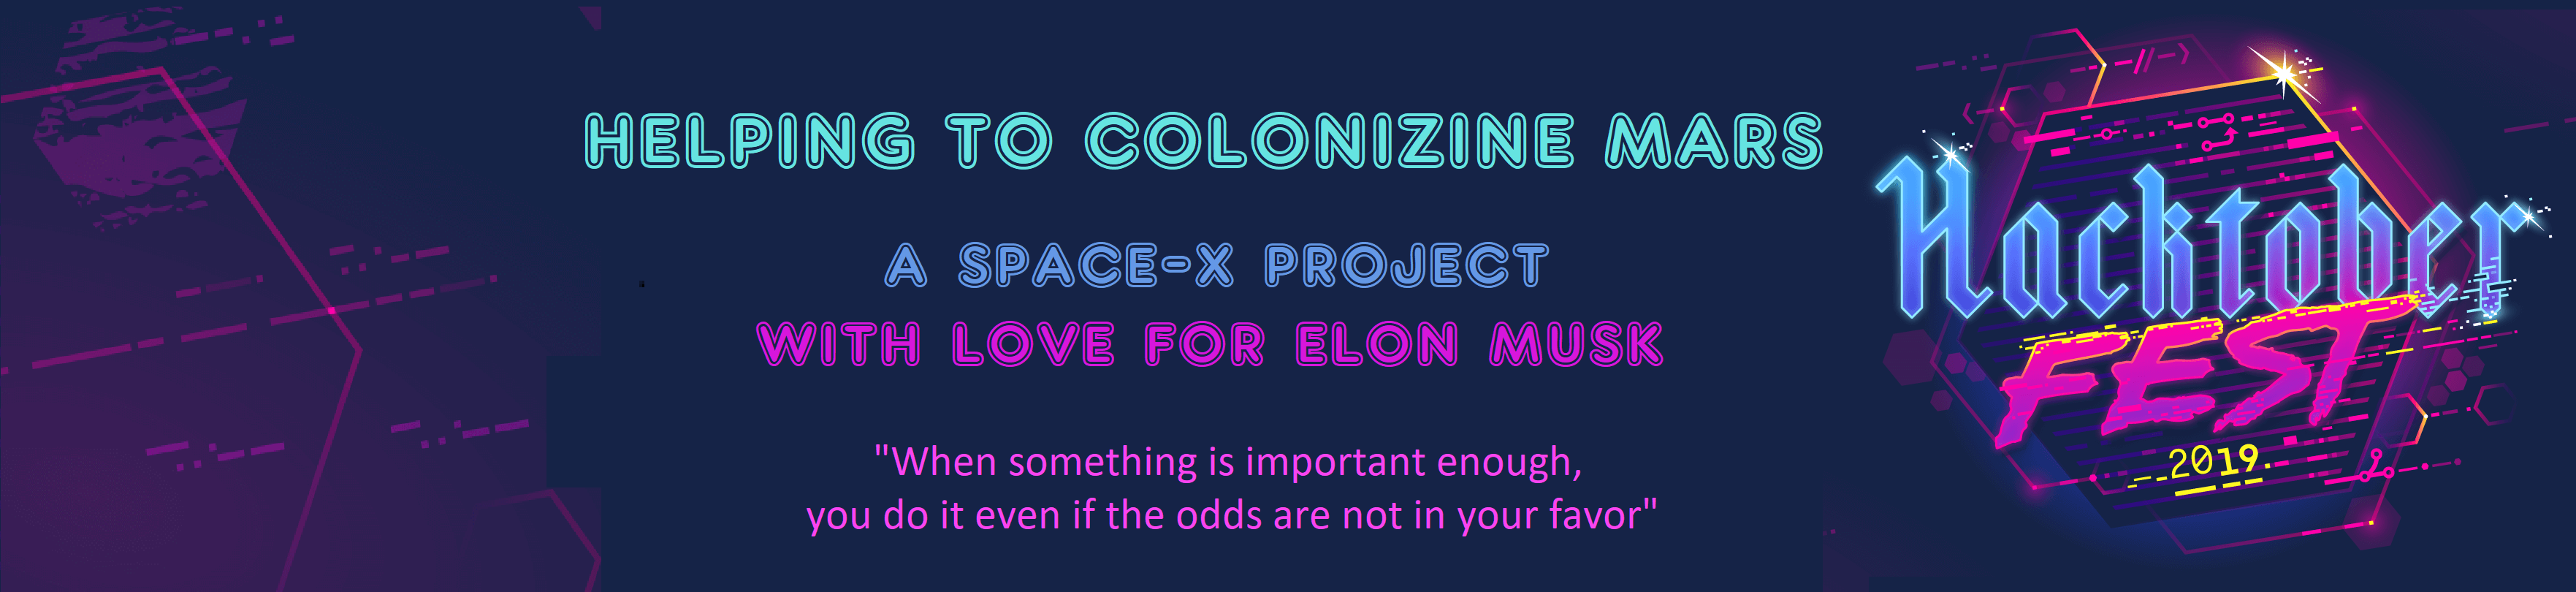 HELPING TO COLONIZINE MARS
A SPACE-X PROJECT
WITH LOVE FOR ELON MUSK
"When something is important enough,
you do it even if the odds are not in your favor"
Hacktober
FEST
2019.